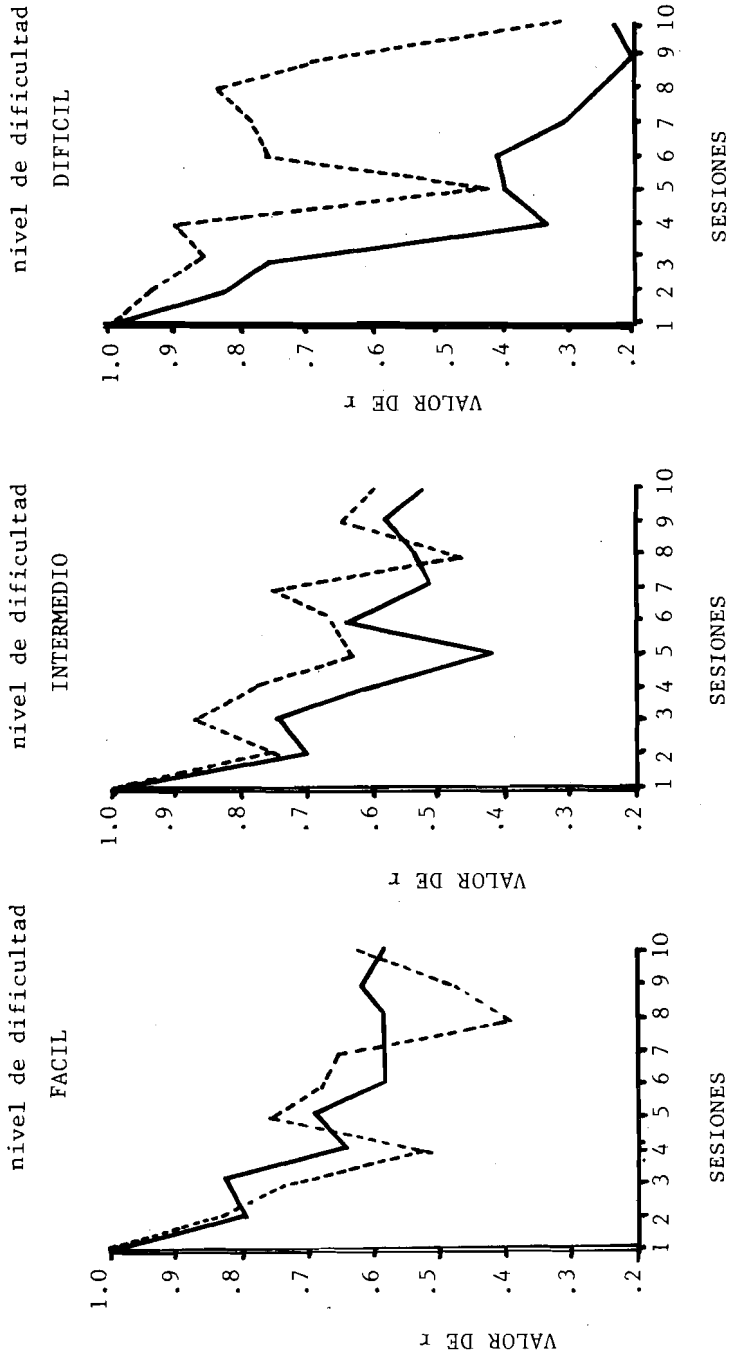 nivel de dificultad
FACIL
VALOR DE r
1.0
.9
.8
.7
.6
.5
.4
.3
.2
1 2 3 4 5 6 7 8 9 10
SESIONES
nivel de dificultad
INTERMEDIO
VALOR DE r
1.0
.9
.8
.7
.6
.5
.4
.3
.2
1 2 3 4 5 6 7 8 9 10
SESIONES
nivel de dificultad
DIFICIL
VALOR DE r
1.0
.9
.8
.7
.6
.5
.4
.3
.2
1 2 3 4 5 6 7 8 9 10
SESIONES